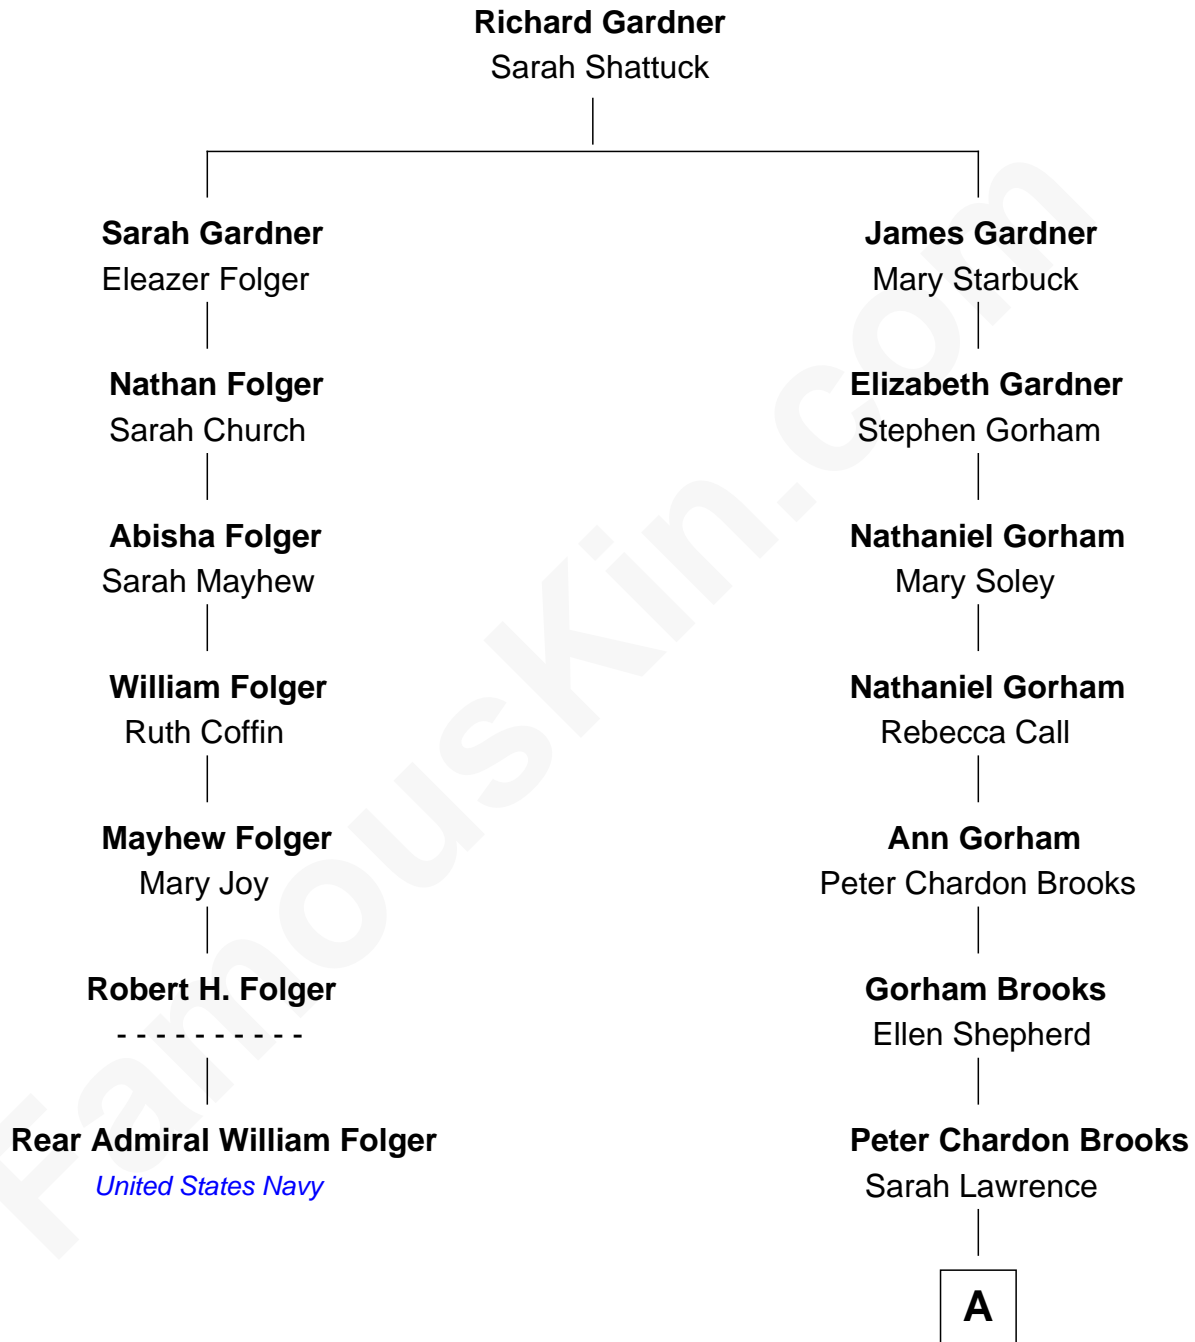 Richard Gardner
Sarah Shattuck
Sarah Gardner
Eleazer Folger
James Gardner
Mary Starbuck
Nathan Folger
Sarah Church
Elizabeth Gardner
Stephen Gorham
Abisha Folger
Sarah Mayhew
Nathaniel Gorham
Mary Soley
William Folger
Ruth Coffin
Nathaniel Gorham
Rebecca Call
Mayhew Folger
Mary Joy
Ann Gorham
Peter Chardon Brooks
Robert H. Folger
- - - - - - - - - -
Gorham Brooks
Ellen Shepherd
Rear Admiral William Folger
United States Navy
Peter Chardon Brooks
Sarah Lawrence
A
FamousKin.com